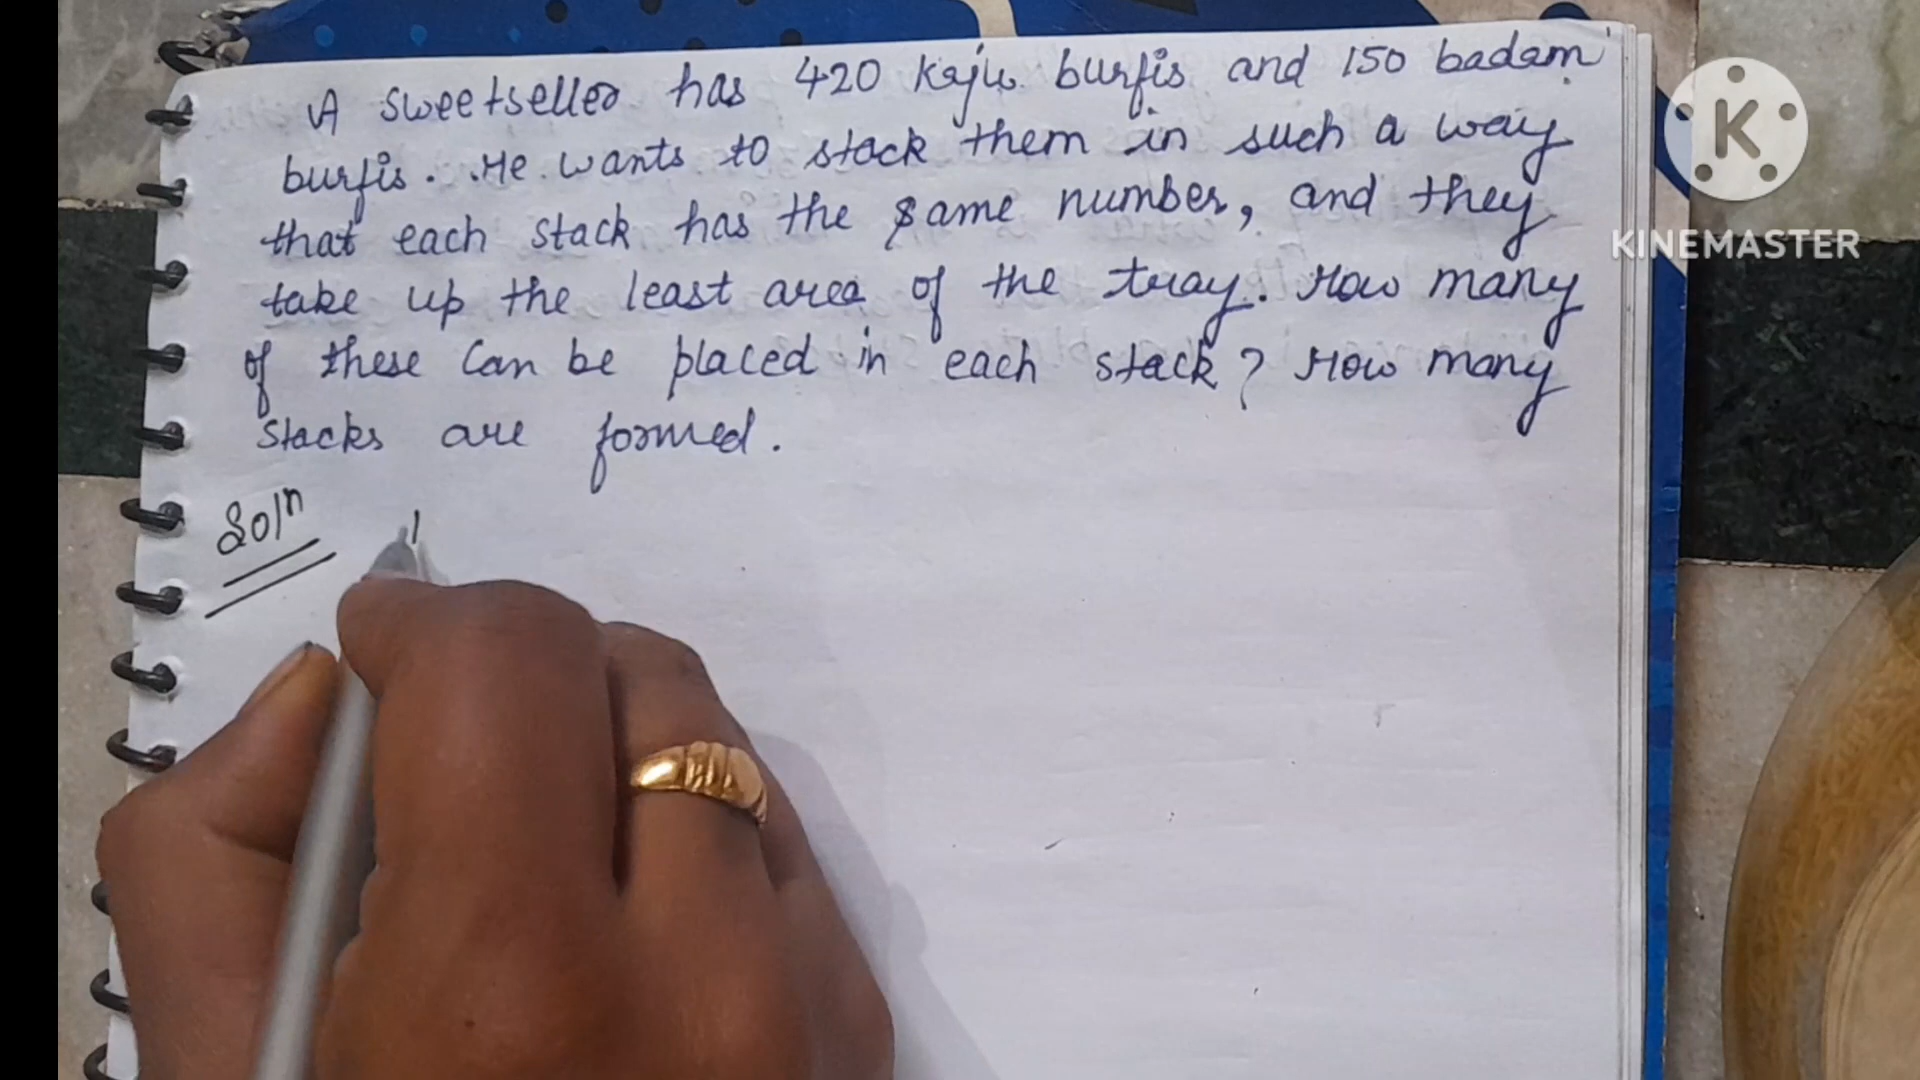 A sweetseller has 420 Kaju burfis and 150 badam
burfis. He wants to stack them in such a way
that each stack has the same number, and they
take up the least area of the tray. How many
of these can be placed in each stack? How many
stacks are formed.
Soln
K
KINEMASTER